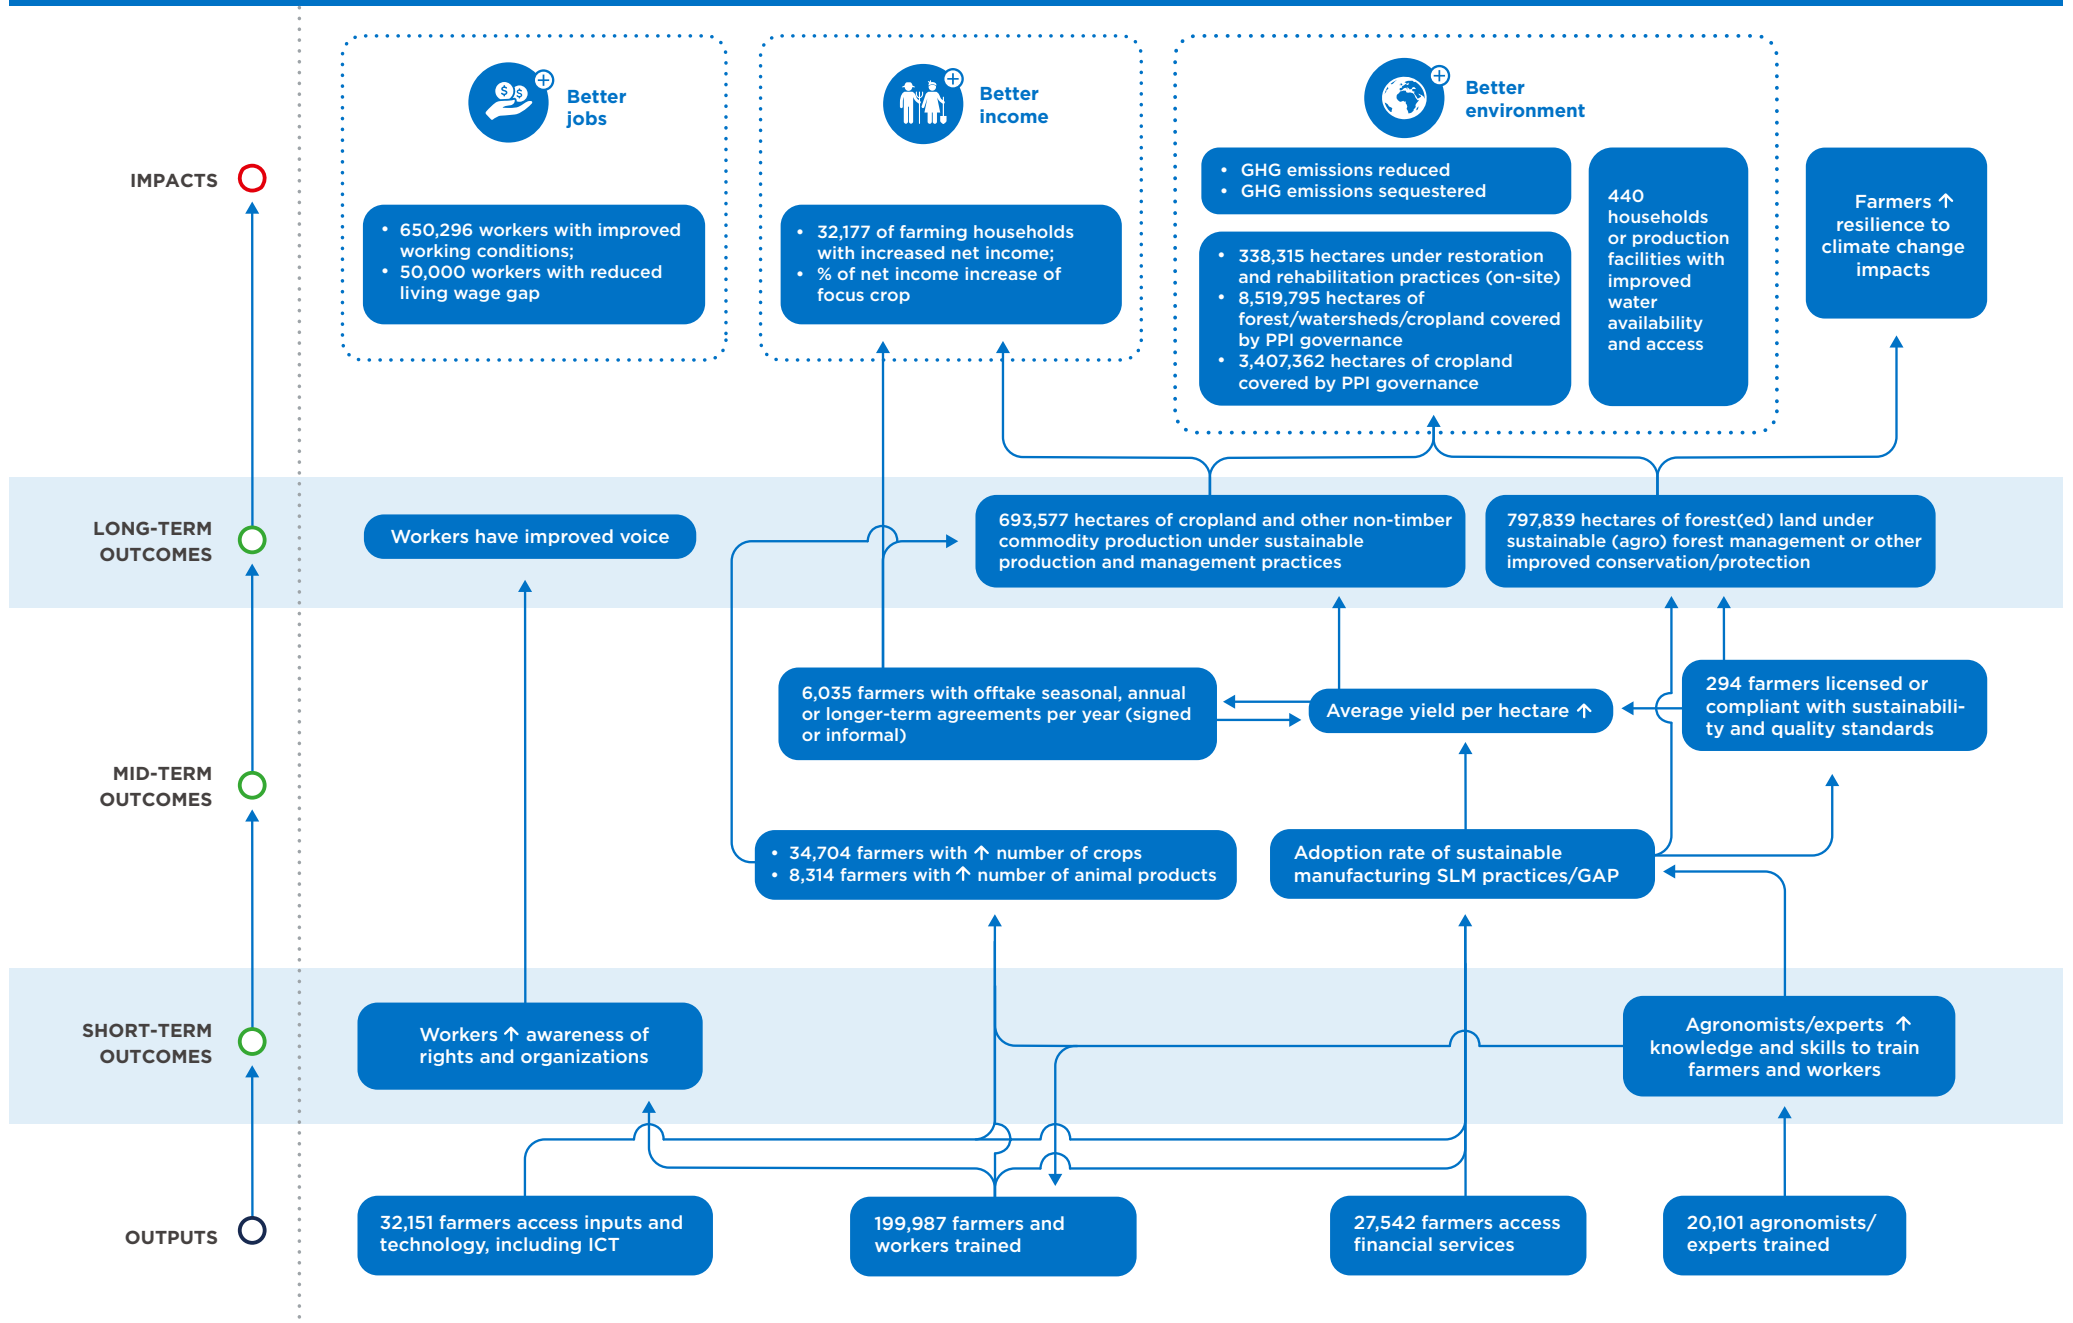 Better
jobs
Better
income
Better
environment
IMPACTS
• 650,296 workers with improved
working conditions;
• 50,000 workers with reduced
living wage gap
• 32,177 of farming households
with increased net income;
• % of net income increase of
focus crop
• GHG emissions reduced
• GHG emissions sequestered
• 338,315 hectares under restoration
and rehabilitation practices (on-site)
• 8,519,795 hectares of
forest/watersheds/cropland covered
by PPI governance
• 3,407,362 hectares of cropland
covered by PPI governance
440
households
or production
facilities with
improved
water
availability
and access
Farmers ↑
resilience to
climate change
impacts
LONG-TERM
OUTCOMES
Workers have improved voice
693,577 hectares of cropland and other non-timber
commodity production under sustainable
production and management practices
797,839 hectares of forest(ed) land under
sustainable (agro) forest management or other
improved conservation/protection
MID-TERM
OUTCOMES
6,035 farmers with offtake seasonal, annual
or longer-term agreements per year (signed
or informal)
Average yield per hectare ↑
294 farmers licensed or
compliant with sustainabili-
ty and quality standards
• 34,704 farmers with ↑ number of crops
• 8,314 farmers with ↑ number of animal products
Adoption rate of sustainable
manufacturing SLM practices/GAP
SHORT-TERM
OUTCOMES
Workers ↑ awareness of
rights and organizations
Agronomists/experts ↑
knowledge and skills to train
farmers and workers
OUTPUTS
32,151 farmers access inputs and
technology, including ICT
199,987 farmers and
workers trained
27,542 farmers access
financial services
20,101 agronomists/
experts trained